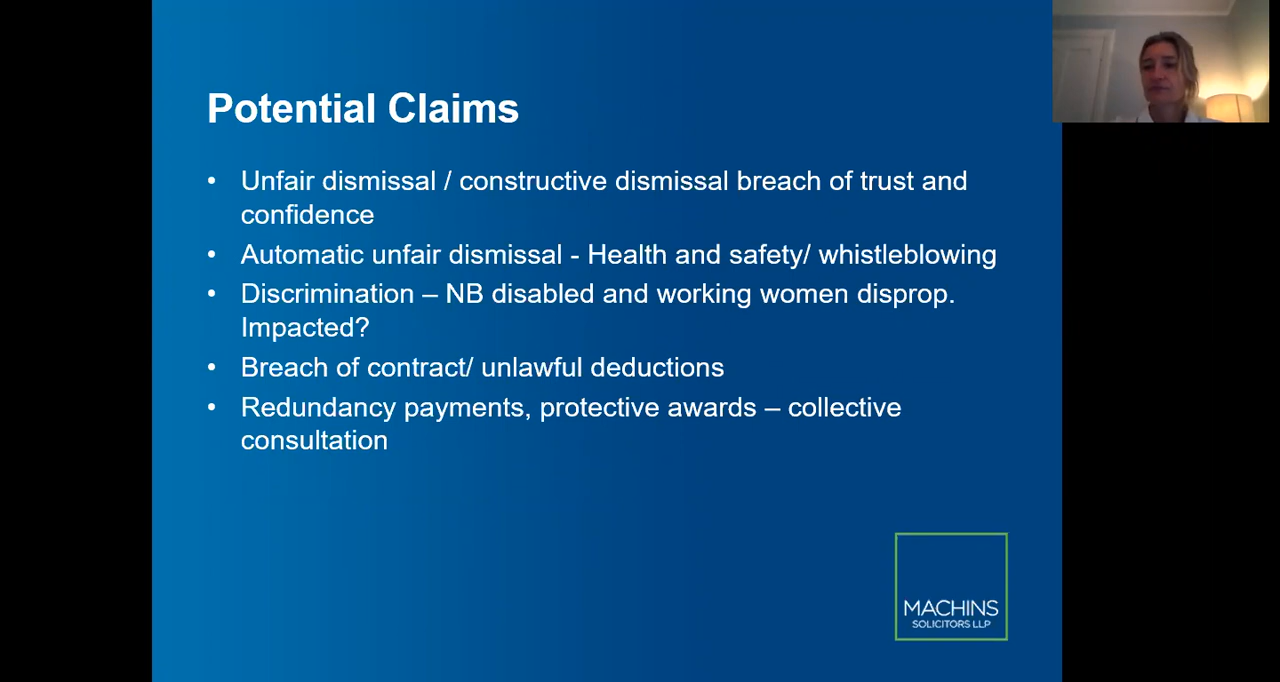 Potential Claims
• Unfair dismissal / constructive dismissal breach of trust and
confidence
• Automatic unfair dismissal - Health and safety/ whistleblowing
• Discrimination – NB disabled and working women disprop.
Impacted?
• Breach of contract/ unlawful deductions
• Redundancy payments, protective awards – collective
consultation
MACHINS
SOLICITORS LLP